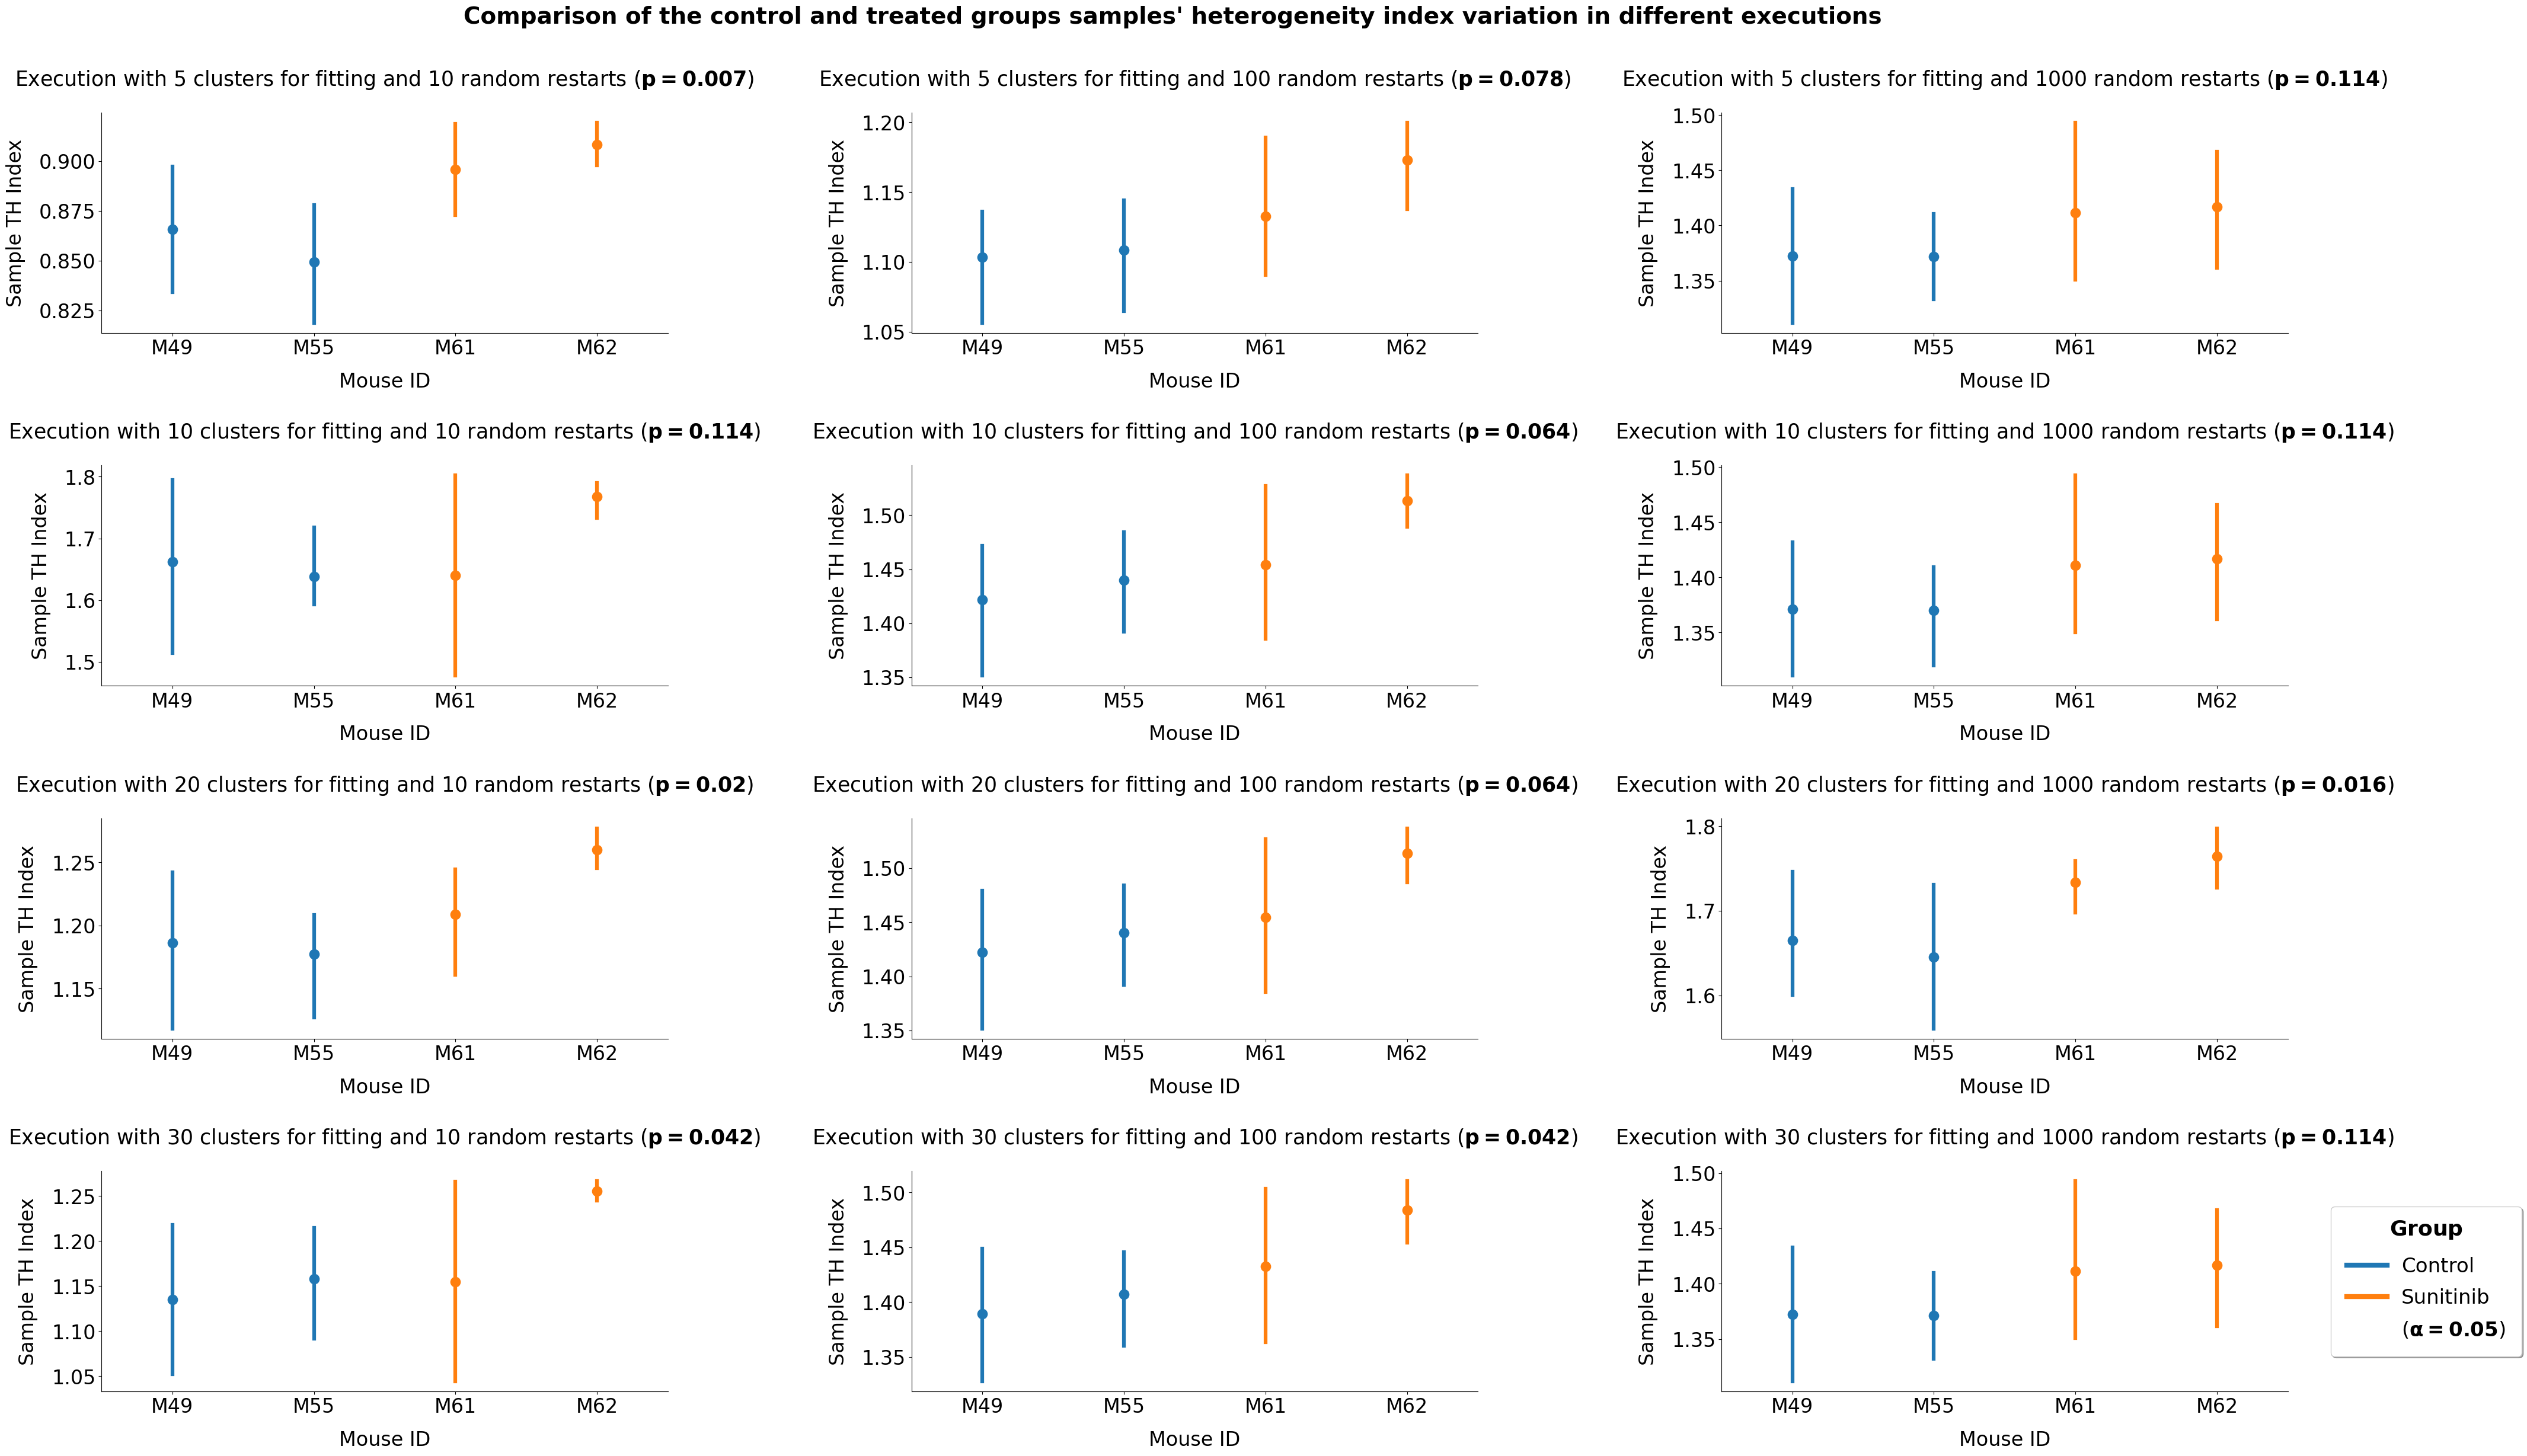 Comparison of the control and treated groups samples' heterogeneity index variation in different executions
Execution with 5 clusters for fitting and 10 random restarts (p = 0.007)
Sample TH Index
0.900
0.875
0.850
0.825
M49 M55 M61 M62
Mouse ID
Execution with 5 clusters for fitting and 100 random restarts (p = 0.078)
Sample TH Index
1.20
1.15
1.10
1.05
M49 M55 M61 M62
Mouse ID
Execution with 5 clusters for fitting and 1000 random restarts (p = 0.114)
Sample TH Index
1.50
1.45
1.40
1.35
M49 M55 M61 M62
Mouse ID
Execution with 10 clusters for fitting and 10 random restarts (p = 0.114)
Sample TH Index
1.8
1.7
1.6
1.5
M49 M55 M61 M62
Mouse ID
Execution with 10 clusters for fitting and 100 random restarts (p = 0.064)
Sample TH Index
1.50
1.45
1.40
1.35
M49 M55 M61 M62
Mouse ID
Execution with 10 clusters for fitting and 1000 random restarts (p = 0.114)
Sample TH Index
1.50
1.45
1.40
1.35
M49 M55 M61 M62
Mouse ID
Execution with 20 clusters for fitting and 10 random restarts (p = 0.02)
Sample TH Index
1.25
1.20
1.15
M49 M55 M61 M62
Mouse ID
Execution with 20 clusters for fitting and 100 random restarts (p = 0.064)
Sample TH Index
1.50
1.45
1.40
1.35
M49 M55 M61 M62
Mouse ID
Execution with 20 clusters for fitting and 1000 random restarts (p = 0.016)
Sample TH Index
1.8
1.7
1.6
M49 M55 M61 M62
Mouse ID
Execution with 30 clusters for fitting and 10 random restarts (p = 0.042)
Sample TH Index
1.25
1.20
1.15
1.10
1.05
M49 M55 M61 M62
Mouse ID
Execution with 30 clusters for fitting and 100 random restarts (p = 0.042)
Sample TH Index
1.50
1.45
1.40
1.35
M49 M55 M61 M62
Mouse ID
Execution with 30 clusters for fitting and 1000 random restarts (p = 0.114)
Sample TH Index
1.50
1.45
1.40
1.35
M49 M55 M61 M62
Mouse ID
Group
Control
Sunitinib
(α = 0.05)